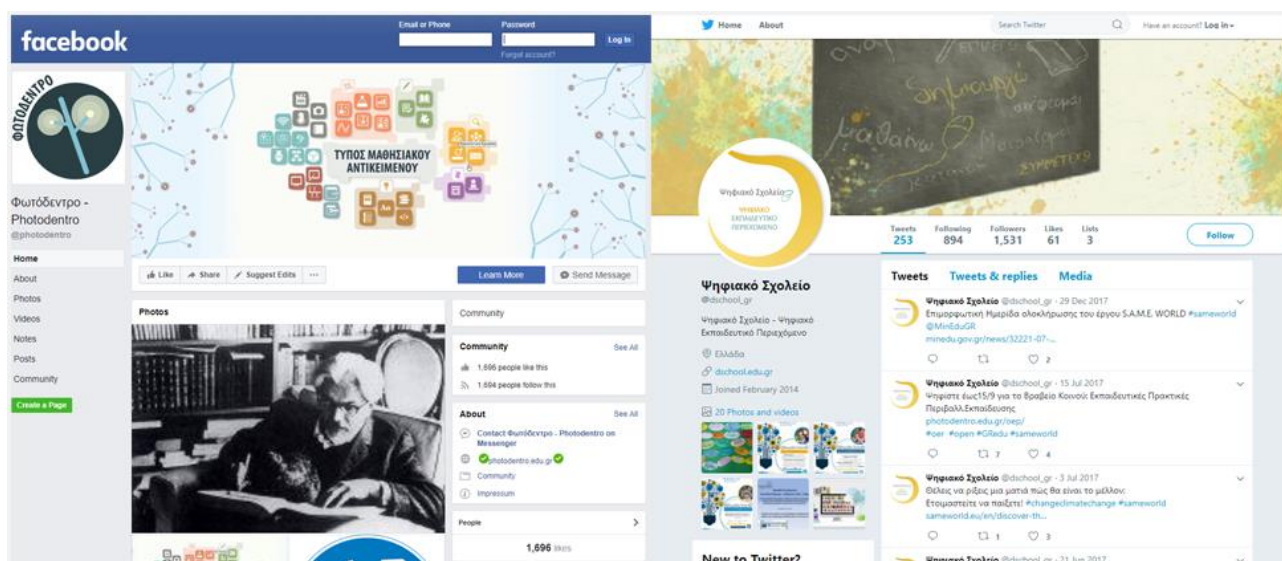 facebook
Email or Phone
Password
Log In
Forgot account?
ΦΩΤΟΔΕΝΤΡΟ
ΤΥΠΟΣ ΜΑΘΗΣΙΑΚΟΥ
ΑΝΤΙΚΕΙΜΕΝΟΥ
Φωτόδεντρο -
Photodentro
@photodentro
Home
About
Photos
Videos
Notes
Posts
Community
Create a Page
Like
Share
Suggest Edits
Learn More
Send Message
Photos
Community
Community
See All
1,696 people like this
1,694 people follow this
About
See All
Contact Φωτόδεντρο - Photodentro on
Messenger
photodentro.edu.gr
Community
Impressum
People
1,696 likes
Home
About
Search Twitter
Have an account? Log in
δημιουργώ
μαθαίνω
ΣΥΜΜΕΤΕΧΩ
Ψηφιακό Σχολείο
ΨΗΦΙΑΚΟ
ΕΚΠΑΙΔΕΥΤΙΚΟ
ΠΕΡΙΕΧΟΜΕΝΟ
Tweets
253
Following
894
Followers
1,531
Likes
61
Lists
3
Follow
Ψηφιακό Σχολείο
@dschool_gr
Ψηφιακό Σχολείο - Ψηφιακό
Εκπαιδευτικό Περιεχόμενο
Ελλάδα
dschool.edu.gr
Joined February 2014
20 Photos and videos
New to Twitter?
Tweets
Tweets & replies
Media
Ψηφιακό Σχολείο @dschool_gr · 29 Dec 2017
Επιμορφωτική Ημερίδα ολοκλήρωσης του έργου S.A.M.E. WORLD #sameworld
@MinEduGR
minedu.gov.gr/news/32221-07-...
2
Ψηφιακό Σχολείο @dschool_gr · 15 Jul 2017
Ψηφίστε έως15/9 για το Βραβείο Κοινού: Εκπαιδευτικές Πρακτικές
Περιβαλλ.Εκπαίδευσης
photodentro.edu.gr/oep/
#oer #open #GRedu #sameworld
7
4
Ψηφιακό Σχολείο @dschool_gr · 3 Jul 2017
Θέλεις να ρίξεις μια ματιά πώς θα είναι το μέλλον;
Ετοιμαστείτε να παίξετε! #changeclimatechange #sameworld
sameworld.eu/en/discover-th...
1
3
Ψηφιακό Σχολείο @dschool_gr · 21 Jun 2017